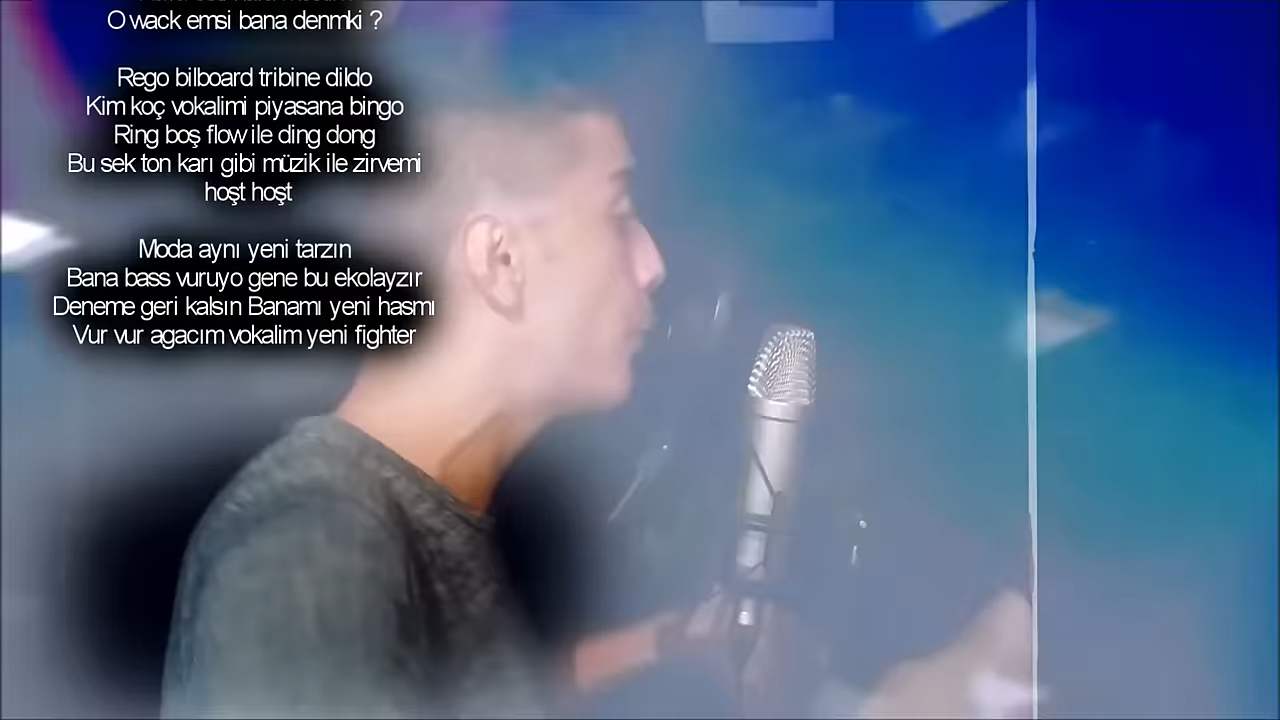 O wack emsi bana denmki ?
Rego bilboard tribine dildo
Kim koç vokalimi piyasana bingo
Ring boş flow ile ding dong
Bu sek ton karı gibi müzik ile zirvemi
hoşt hoşt
Moda aynı yeni tarzın
Bana bass vuruyo gene bu ekolayzır
Deneme geri kalsın Banamı yeni hasmı
Vur vur agacım vokalim yeni fighter